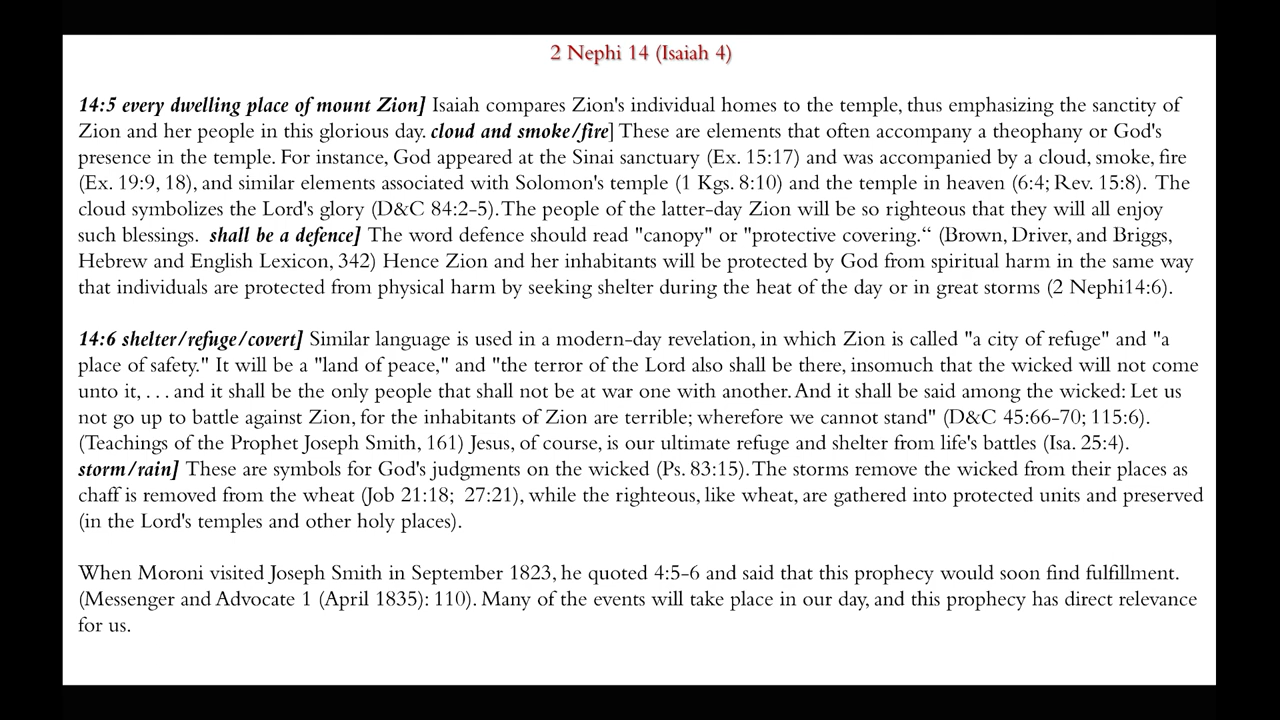 2 Nephi 14 (Isaiah 4)
14:5 every dwelling place of mount Zion] Isaiah compares Zion's individual homes to the temple, thus emphasizing the sanctity of
Zion and her people in this glorious day. cloud and smoke/fire] These are elements that often accompany a theophany or God's
presence in the temple. For instance, God appeared at the Sinai sanctuary (Ex. 15:17) and was accompanied by a cloud, smoke, fire
(Ex. 19:9, 18), and similar elements associated with Solomon's temple (1 Kgs. 8:10) and the temple in heaven (6:4; Rev. 15:8).  The
cloud symbolizes the Lord's glory (D&C 84:2-5). The people of the latter-day Zion will be so righteous that they will all enjoy
such blessings.  shall be a defence] The word defence should read "canopy" or "protective covering.“ (Brown, Driver, and Briggs,
Hebrew and English Lexicon, 342) Hence Zion and her inhabitants will be protected by God from spiritual harm in the same way
that individuals are protected from physical harm by seeking shelter during the heat of the day or in great storms (2 Nephi14:6).
14:6 shelter/refuge/covert] Similar language is used in a modern-day revelation, in which Zion is called "a city of refuge" and "a
place of safety." It will be a "land of peace," and "the terror of the Lord also shall be there, insomuch that the wicked will not come
unto it, . . . and it shall be the only people that shall not be at war one with another. And it shall be said among the wicked: Let us
not go up to battle against Zion, for the inhabitants of Zion are terrible; wherefore we cannot stand" (D&C 45:66-70; 115:6).
(Teachings of the Prophet Joseph Smith, 161) Jesus, of course, is our ultimate refuge and shelter from life's battles (Isa. 25:4).
storm/rain] These are symbols for God's judgments on the wicked (Ps. 83:15). The storms remove the wicked from their places as
chaff is removed from the wheat (Job 21:18;  27:21), while the righteous, like wheat, are gathered into protected units and preserved
(in the Lord's temples and other holy places).
When Moroni visited Joseph Smith in September 1823, he quoted 4:5-6 and said that this prophecy would soon find fulfillment.
(Messenger and Advocate 1 (April 1835): 110). Many of the events will take place in our day, and this prophecy has direct relevance
for us.